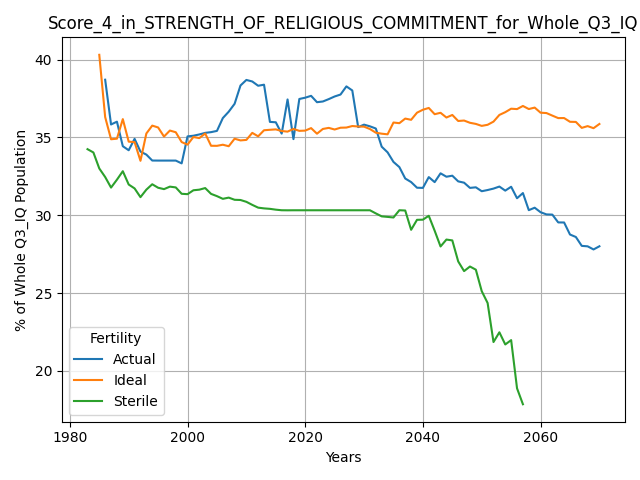 Score_4_in_STRENGTH_OF_RELIGIOUS_COMMITMENT_for_Whole_Q3_IQ
% of Whole Q3_IQ Population
40
35
30
25
20
Fertility
Actual
Ideal
Sterile
1980
2000
2020
2040
2060
Years